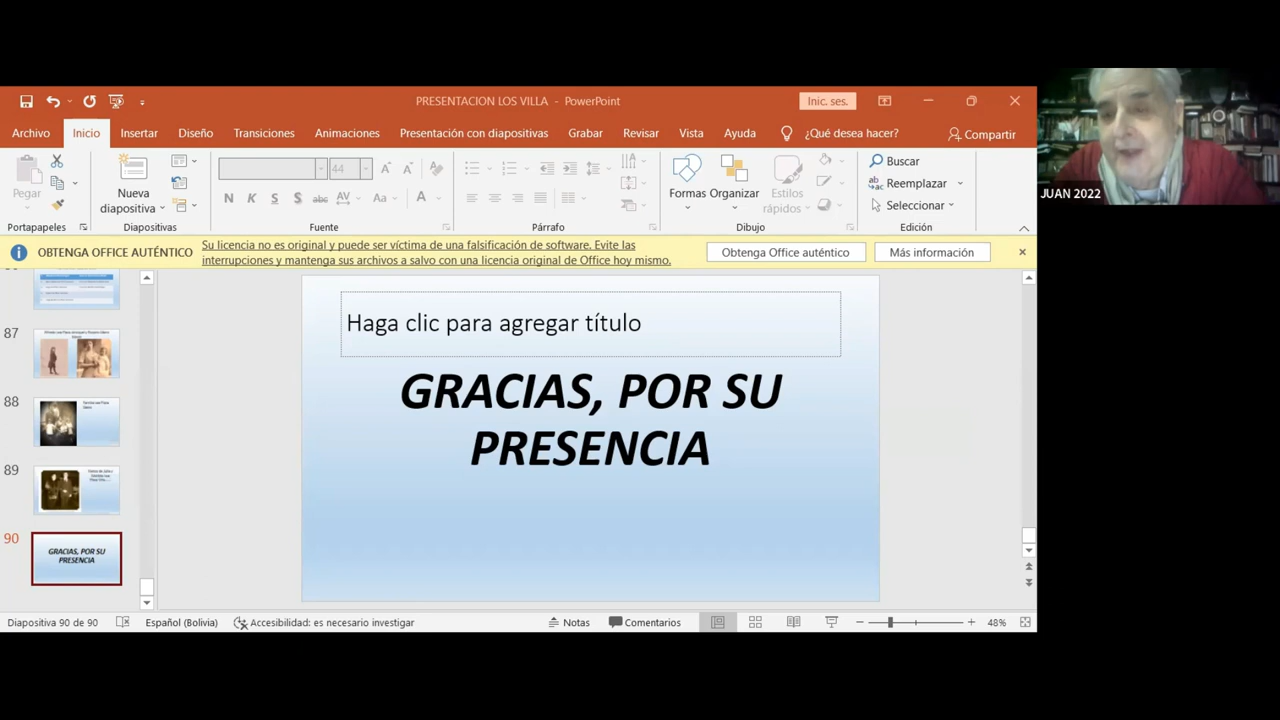 PRESENTACION LOS VILLA - PowerPoint
Inic. ses.
Archivo Inicio Insertar Diseño Transiciones Animaciones Presentación con diapositivas Grabar Revisar Vista Ayuda ¿Qué desea hacer? Compartir
Pegar
Nueva
diapositiva
44
N K S S abc AV Aa A
Formas Organizar Estilos
rápidos
Buscar
Reemplazar
Seleccionar
Portapapeles Diapositivas Fuente Párrafo Dibujo Edición
OBTENGA OFFICE AUTÉNTICO
Su licencia no es original y puede ser víctima de una falsificación de software. Evite las
interrupciones y mantenga sus archivos a salvo con una licencia original de Office hoy mismo.
Obtenga Office auténtico
Más información
87
88
89
90
GRACIAS, POR SU
PRESENCIA
Haga clic para agregar título
GRACIAS, POR SU
PRESENCIA
Diapositiva 90 de 90 Español (Bolivia) Accesibilidad: es necesario investigar Notas Comentarios 48%
JUAN 2022